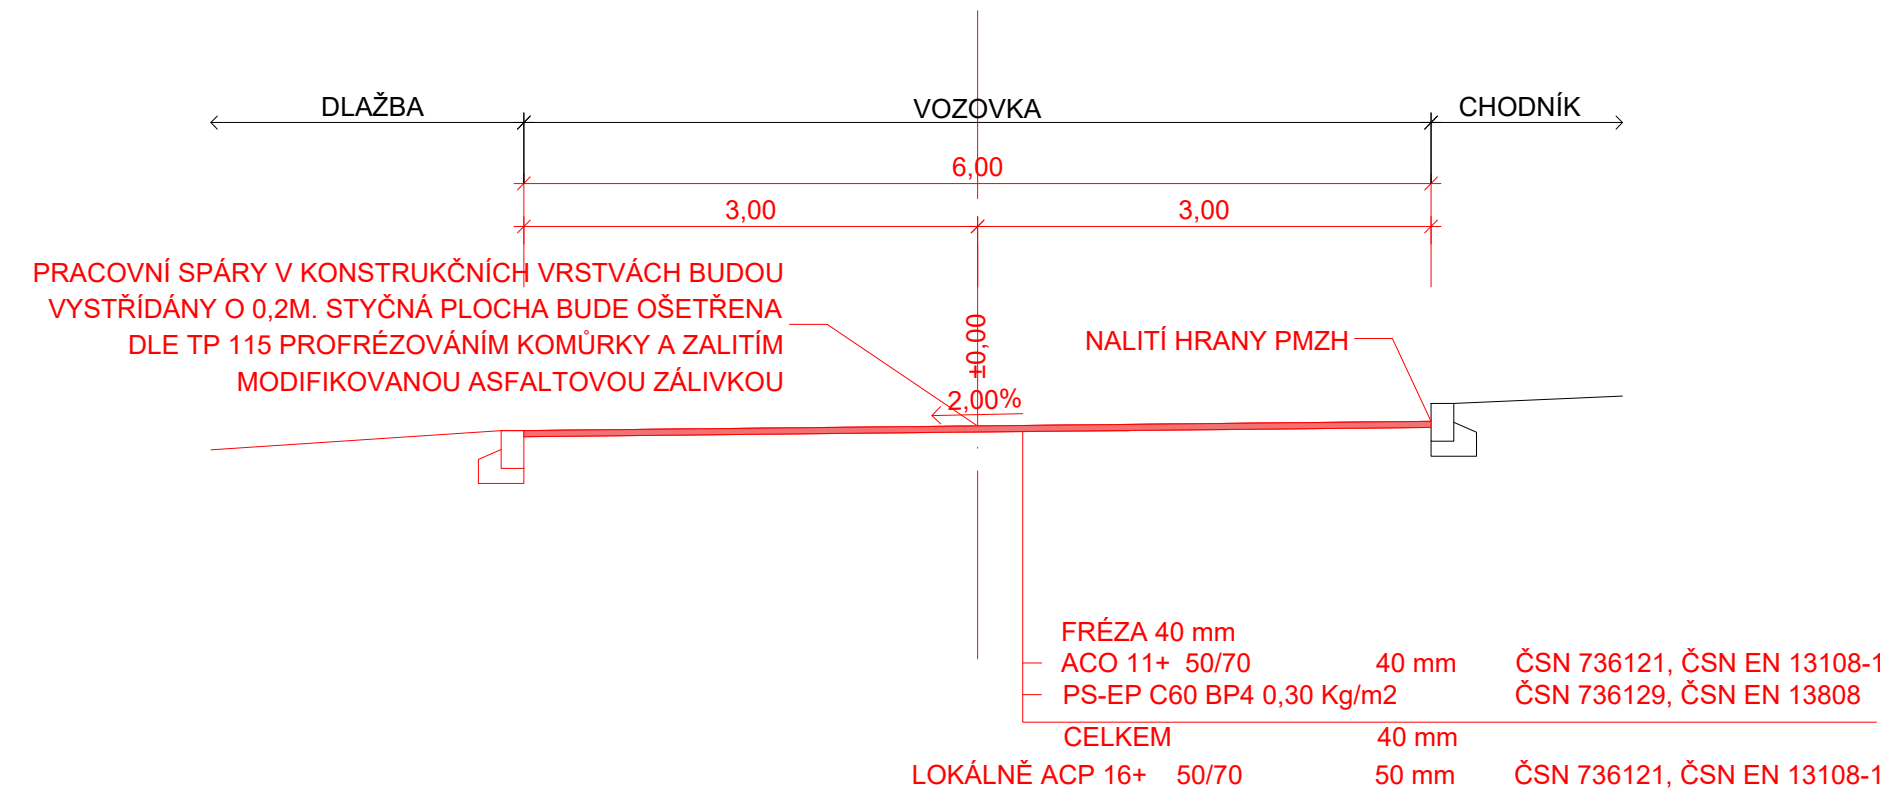 DLAŽBA
VOZOVKA
CHODNÍK
6,00
3,00
3,00
PRACOVNÍ SPÁRY V KONSTRUKČNÍCH VRSTVÁCH BUDOU
VYSTŘÍDÁNY O 0,2M. STYČNÁ PLOCHA BUDE OŠETŘENA
DLE TP 115 PROFRÉZOVÁNÍM KOMŮRKY A ZALITÍM
MODIFIKOVANOU ASFALTOVOU ZÁLIVKOU
±0,00
NALITÍ HRANY PMZH
2,00%
FRÉZA 40 mm
ACO 11+ 50/70 40 mm ČSN 736121, ČSN EN 13108-1
PS-EP C60 BP4 0,30 Kg/m2 ČSN 736129, ČSN EN 13808
CELKEM 40 mm
LOKÁLNĚ ACP 16+ 50/70 50 mm ČSN 736121, ČSN EN 13108-1